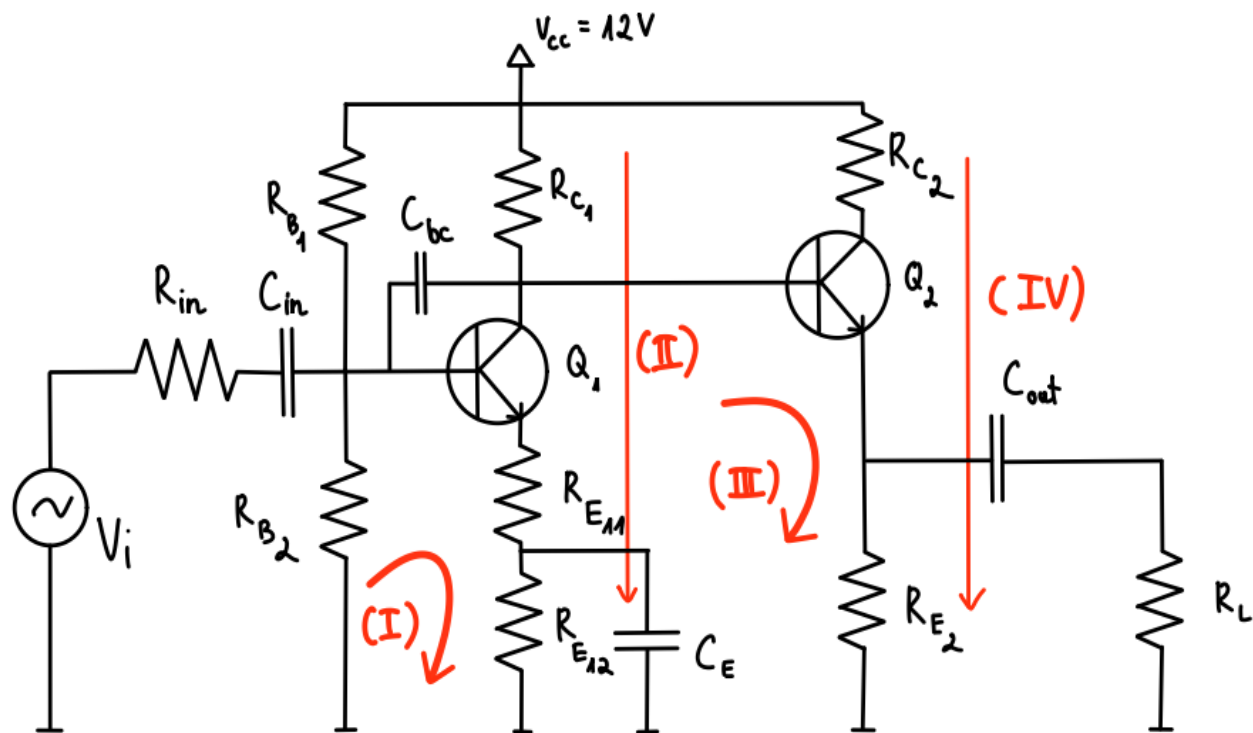 Vcc = 12V
RB1
Cbc
RC1
RC2
Rin
Cin
Q1
Q2
(II)
(IV)
Cout
Vi
RB2
RE11
(III)
(I)
RE12
CE
RE2
RL